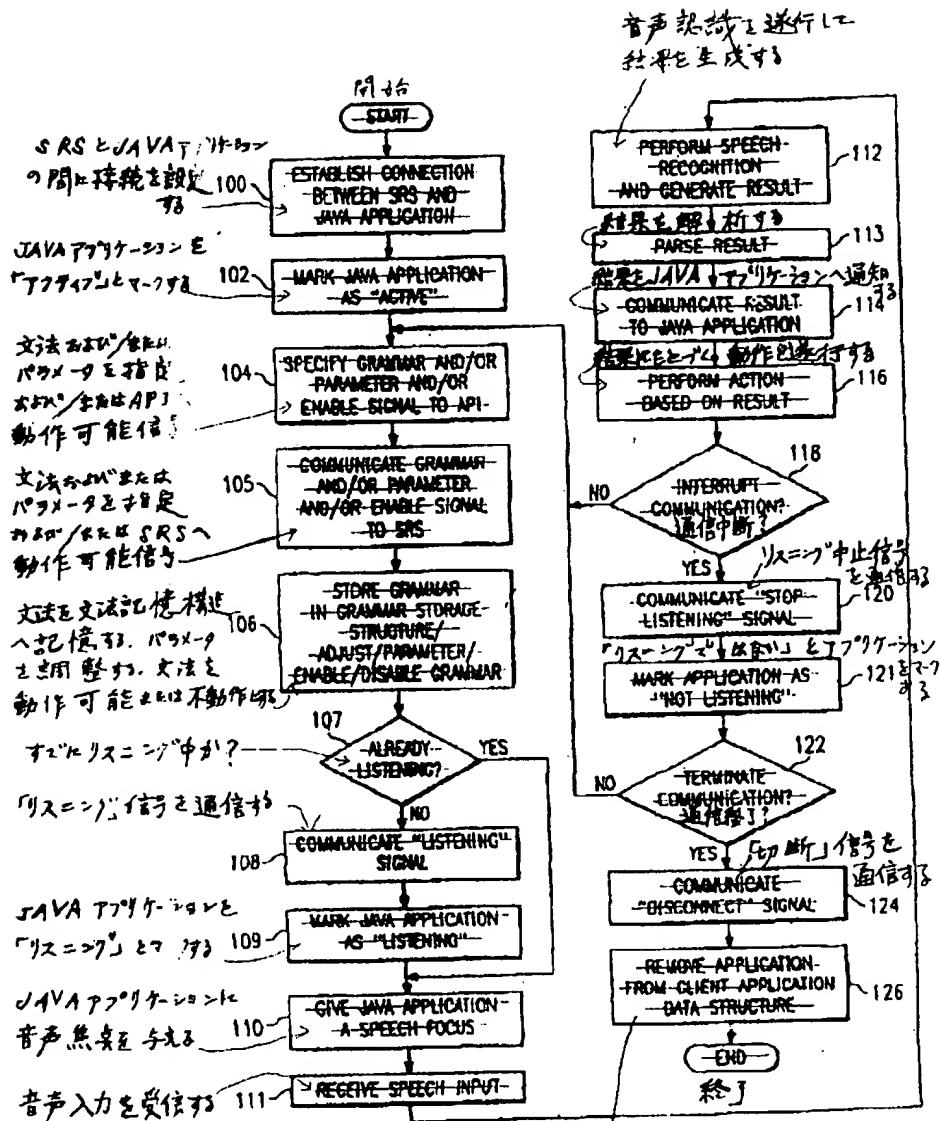 開始
START
SRSとJAVAアプリケーション
の間に接続を設定
する
100
ESTABLISH CONNECTION
BETWEEN SRS AND
JAVA APPLICATION
JAVAアプリケーションを
「アクティブ」とマークする
102
MARK JAVA APPLICATION
AS "ACTIVE"
文法および/または
パラメータを指定
および/またはAPI
動作可能信
104
SPECIFY GRAMMAR AND/OR
PARAMETER AND/OR
ENABLE SIGNAL TO API
文法および または
パラメータを指定
および/またはSRSへ
動作可能信号
105
COMMUNICATE GRAMMAR
AND/OR PARAMETER
AND/OR ENABLE SIGNAL
TO SRS
文法を文法記憶構造
へ記憶する、パラメータ
を調整する、文法を
動作可能または不動作にする
106
STORE GRAMMAR
IN GRAMMAR STORAGE
STRUCTURE/
ADJUST/PARAMETER/
ENABLE/DISABLE GRAMMAR
107
すでにリスニング中か?
ALREADY
LISTENING?
YES
NO
「リスニング」信号を通信する
108
COMMUNICATE "LISTENING"
SIGNAL
JAVAアプリケーションを
「リスニング」とマークする
109
MARK JAVA APPLICATION
AS "LISTENING"
JAVAアプリケーションに
音声焦点を与える
110
GIVE JAVA APPLICATION
A SPEECH FOCUS
音声入力を受信する
111
RECEIVE SPEECH INPUT
音声認識を遂行して
結果を生成する
PERFORM SPEECH
RECOGNITION
AND GENERATE RESULT
112
結果を解析する
PARSE RESULT
113
結果をJAVAアプリケーションへ通知
する
COMMUNICATE RESULT
TO JAVA APPLICATION
114
結果にもとづく動作を遂行する
PERFORM ACTION
BASED ON RESULT
116
118
INTERRUPT
COMMUNICATION?
通信中断?
NO
YES
リスニング中止信号
を通信する
COMMUNICATE "STOP
LISTENING" SIGNAL
120
「リスニングではない」とアプリケーション
をマーク
する
MARK APPLICATION AS
"NOT LISTENING"
121
122
TERMINATE
COMMUNICATION?
通信終了?
NO
YES
「切断」信号を
通信する
COMMUNICATE
"DISCONNECT" SIGNAL
124
REMOVE APPLICATION
FROM CLIENT APPLICATION
DATA STRUCTURE
126
END
終了